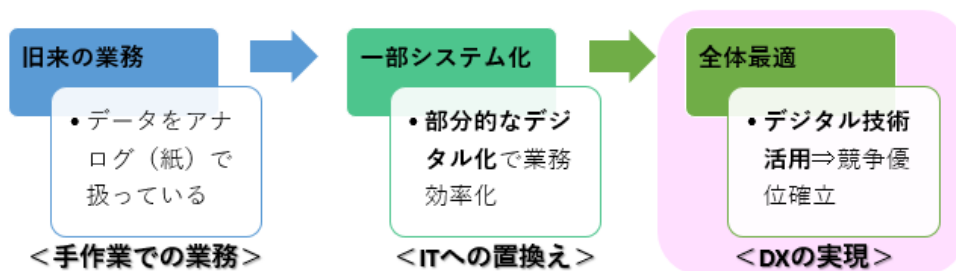 旧来の業務
• データをアナ
ログ（紙）で
扱っている
＜手作業での業務＞
一部システム化
• 部分的なデジ
タル化で業務
効率化
＜ITへの置換え＞
全体最適
• デジタル技術
活用⇒競争優
位確立
＜DXの実現＞